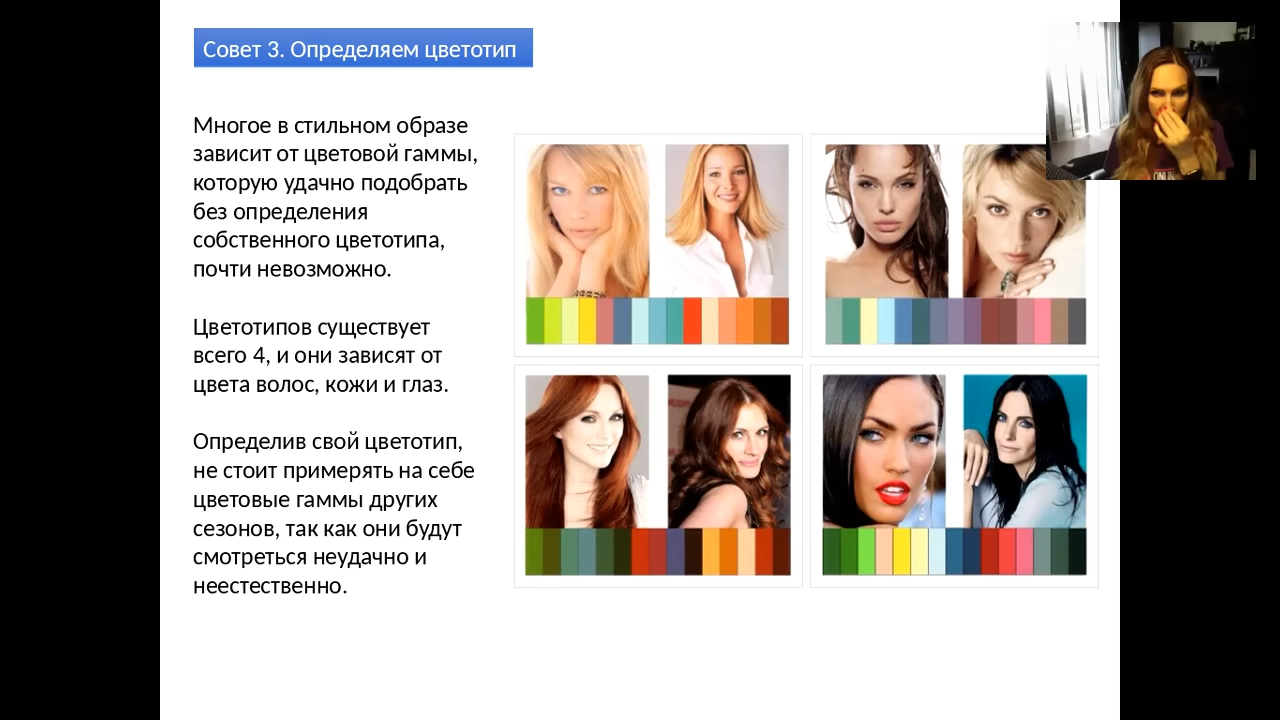 Совет 3. Определяем цветотип
Многое в стильном образе
зависит от цветовой гаммы,
которую удачно подобрать
без определения
собственного цветотипа,
почти невозможно.
Цветотипов существует
всего 4, и они зависят от
цвета волос, кожи и глаз.
Определив свой цветотип,
не стоит примерять на себе
цветовые гаммы других
сезонов, так как они будут
смотреться неудачно и
неестественно.
ONLIN